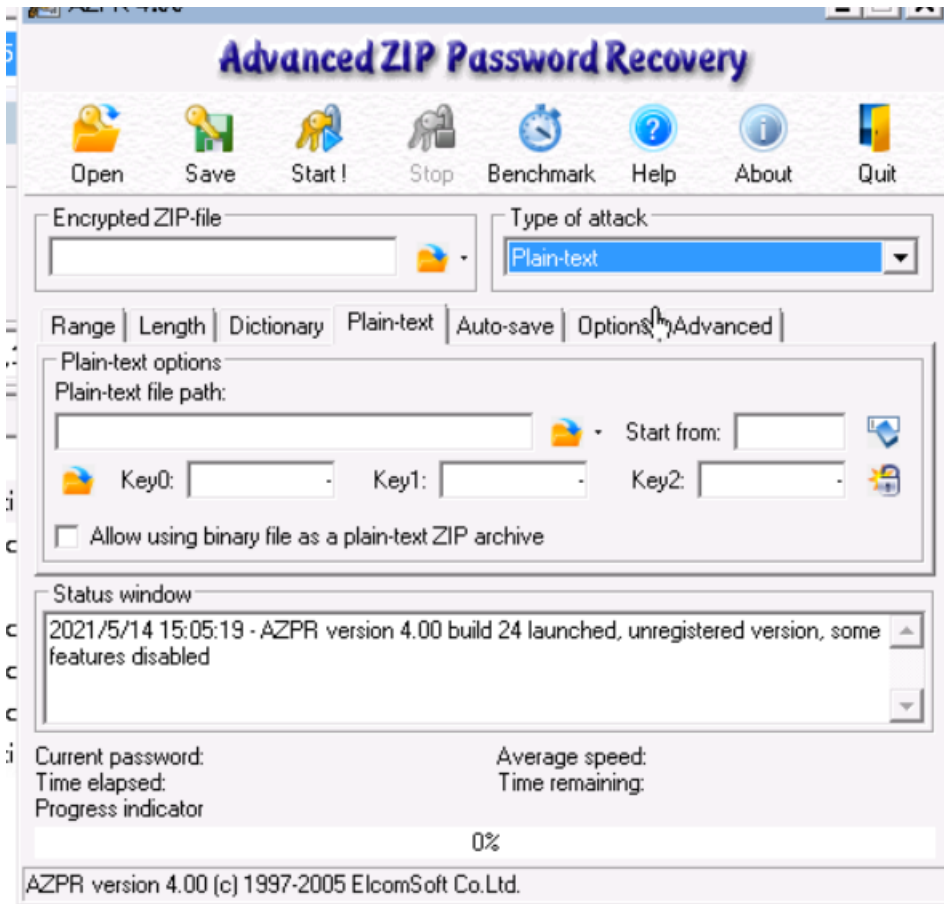 AZPR 4.00
Advanced ZIP Password Recovery
Open Save Start! Stop Benchmark Help About Quit
Encrypted ZIP-file Type of attack
Plain-text
Range Length Dictionary Plain-text Auto-save Options Advanced
Plain-text options
Plain-text file path:
Start from:
Key0: - Key1: - Key2: -
Allow using binary file as a plain-text ZIP archive
Status window
2021/5/14 15:05:19 - AZPR version 4.00 build 24 launched, unregistered version, some
features disabled
Current password: Average speed:
Time elapsed: Time remaining:
Progress indicator
0%
AZPR version 4.00 (c) 1997-2005 ElcomSoft Co.Ltd.